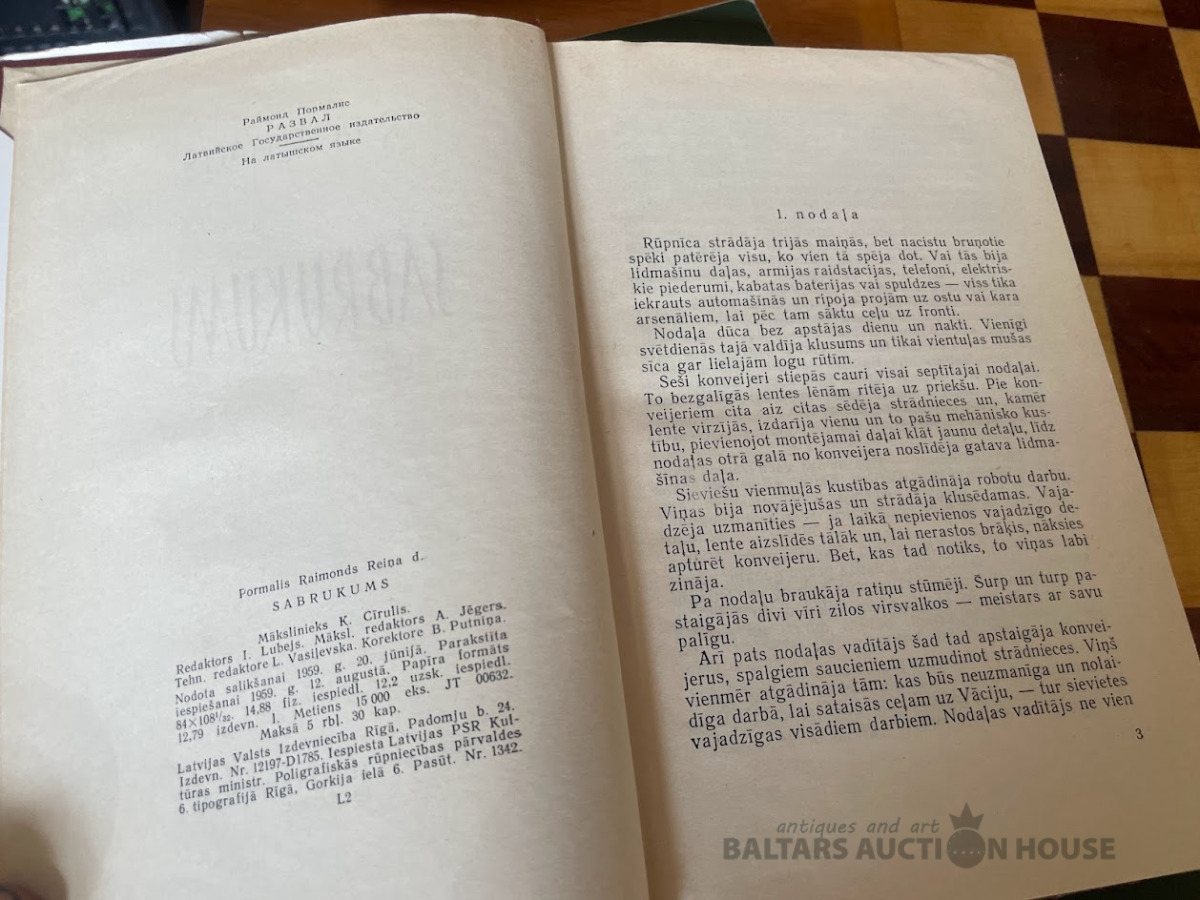 Раймонд Пормалис
РАЗВАЛ
Латвийское Государственное издательство
На латышском языке
SABRUKUMS
Pormalis Raimonds Reiņa d.
SABRUKUMS
Mākslinieks K. Cīrulis.
Redaktors I. Lubejs. Māksl. redaktors A. Jēgers.
Tehn. redaktore L. Vasiļevska. Korektore B. Putniņa.
Nodota salikšanai 1959. g. 20. jūnijā. Parakstīta
iespiešanai 1959. g. 12. augustā. Papīra formāts
84×108¹/₃₂. 14,88 fiz. iespiedl. 12,2 uzsk. iespiedl.
12,79 izdevn. l. Metiens 15 000 eks. JT 00632.
Maksā 5 rbļ. 30 kap.
Latvijas Valsts Izdevniecība Rīgā, Padomju b. 24.
Izdevn. Nr. 12197-D1785. Iespiesta Latvijas PSR Kul-
tūras ministr. Poligrafiskās rūpniecības pārvaldes
6. tipografijā Rīgā, Gorkija ielā 6. Pasūt. Nr. 1342.
L2
1. nodaļa
Rūpnīca strādāja trijās maiņās, bet nacistu bruņotie
spēki patērēja visu, ko vien tā spēja dot. Vai tās bija
lidmašīnu daļas, armijas raidstacijas, telefoni, elektris-
kie piederumi, kabatas baterijas vai spuldzes — viss tika
iekrauts automašīnās un ripoja projām uz ostu vai kara
arsenāliem, lai pēc tam sāktu ceļu uz fronti.
Nodaļa dūca bez apstājas dienu un nakti. Vienīgi
svētdienās tajā valdīja klusums un tikai vientuļas mušas
sīca gar lielajām logu rūtīm.
Seši konveijeri stiepās cauri visai septītajai nodaļai.
To bezgalīgās lentes lēnām ritēja uz priekšu. Pie kon-
veijeriem cita aiz citas sēdēja strādnieces un, kamēr
lente virzījās, izdarīja vienu un to pašu mehānisko kus-
tību, pievienojot montējamai daļai klāt jaunu detaļu, līdz
nodaļas otrā galā no konveijera noslīdēja gatava lidma-
šīnas daļa.
Sieviešu vienmuļās kustības atgādināja robotu darbu.
Viņas bija novājējušas un strādāja klusēdamas. Vaja-
dzēja uzmanīties — ja laikā nepievienos vajadzīgo de-
taļu, lente aizslīdēs tālāk un, lai nerastos brāķis, nāksies
apturēt konveijeru. Bet, kas tad notiks, to viņas labi
zināja.
Pa nodaļu braukāja ratiņu stūmēji. Šurp un turp pa-
staigājās divi vīri zilos virsvalkos — meistars ar savu
palīgu.
Arī pats nodaļas vadītājs šad tad apstaigāja konvei-
jerus, spalgiem saucieniem uzmudinot strādnieces. Viņš
vienmēr atgādināja tām: kas būs neuzmanīga un nolai-
dīga darbā, lai sataisās ceļam uz Vāciju, — tur sievietes
vajadzīgas visādiem darbiem. Nodaļas vadītājs ne vien
3
antiques and art
BALTARS AUCTION HOUSE